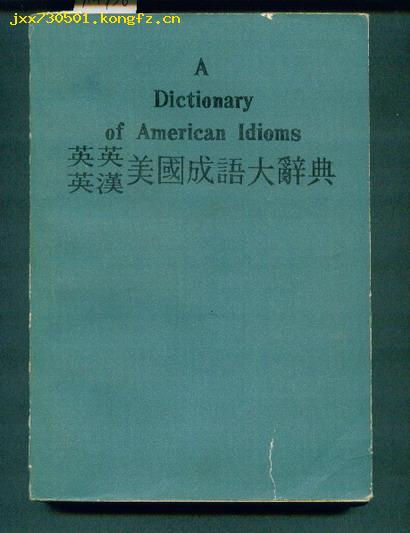 jxx730501.kongfz.cn
A
Dictionary
of American Idioms
英英
英漢
美國成語大辭典